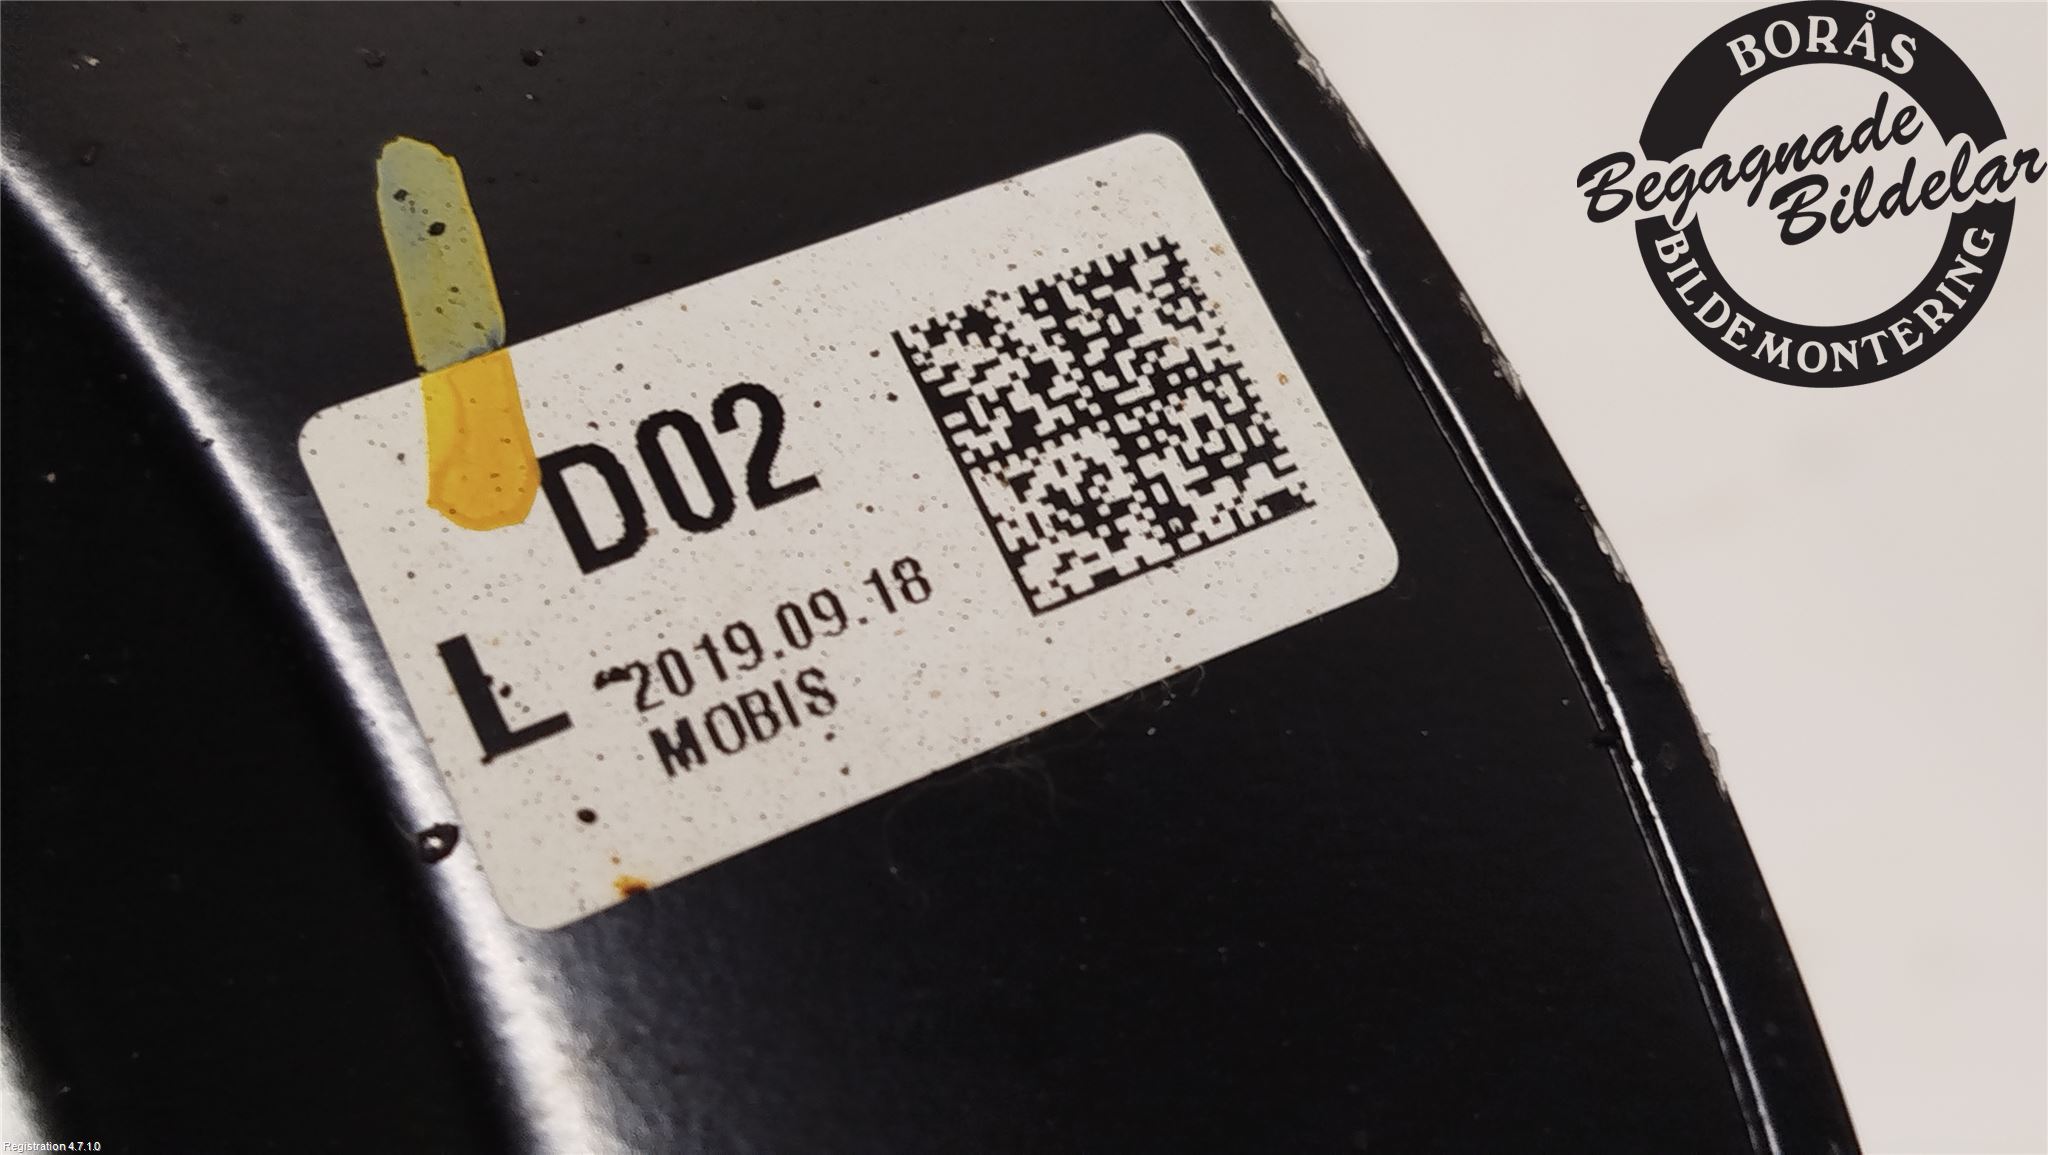 D02
L
2019.09.18
MOBIS
BORÅS
Begagnade
Bildelar
BILDEMONTERING
Registration 4.7.1.0